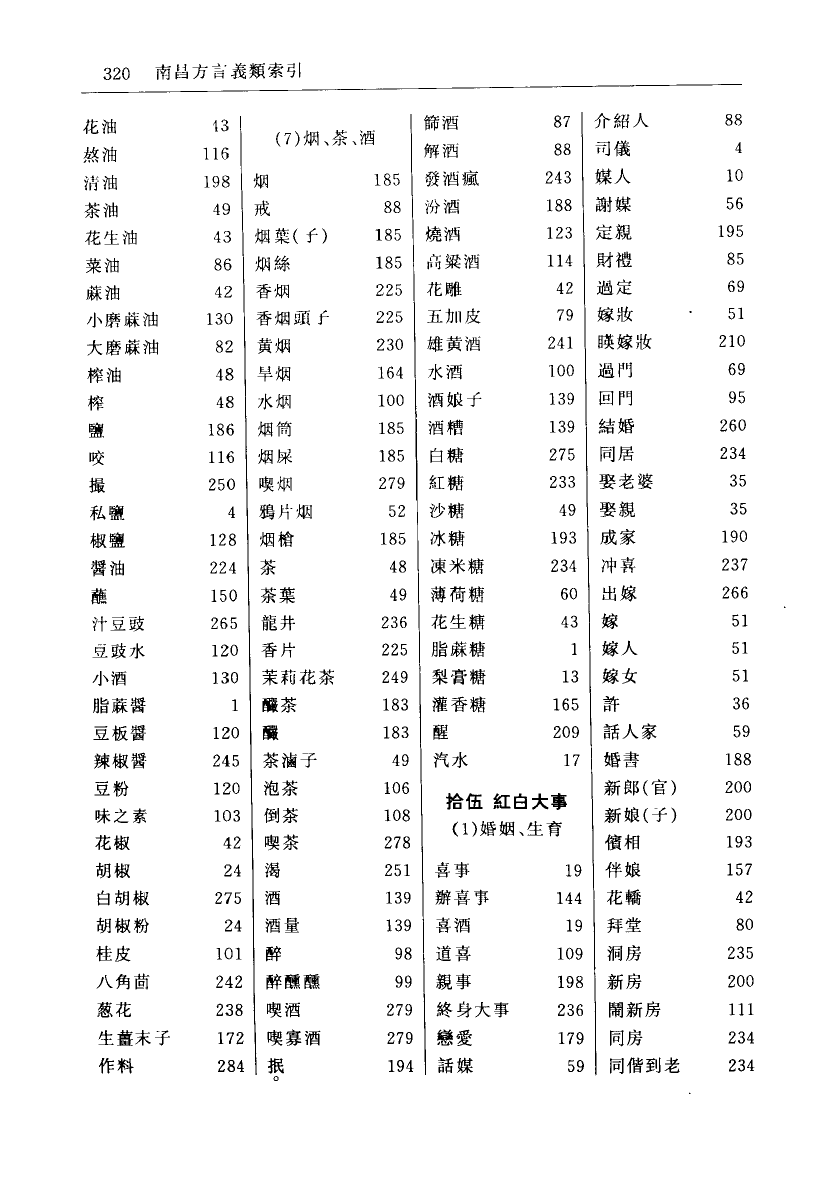 320 南昌方言義類索引
花油 43
熬油 116
清油 198
茶油 49
花生油 43
菜油 86
蔴油 42
小磨蔴油 130
大磨蔴油 82
榨油 48
榨 48
鹽 186
咬 116
撮 250
私鹽 4
椒鹽 128
醤油 224
蘸 150
汁豆豉 265
豆豉水 120
小酒 130
脂蔴醤 1
豆板醤 120
辣椒醤 245
豆粉 120
味之素 103
花椒 42
胡椒 24
白胡椒 275
胡椒粉 24
桂皮 101
八角茴 242
葱花 238
生薑末子 172
作料 284
(7)烟、茶、酒
烟 185
戒 88
烟葉(子) 185
烟絲 185
香烟 225
香烟頭子 225
黄烟 230
旱烟 164
水烟 100
烟筒 185
烟屎 185
喫烟 279
鴉片烟 52
烟槍 185
茶 48
茶葉 49
龍井 236
香片 225
茉莉花茶 249
釅茶 183
釅 183
茶滷子 49
泡茶 106
倒茶 108
喫茶 278
渴 251
酒 139
酒量 139
醉 98
醉醺醺 99
喫酒 279
喫寡酒 279
抿。 194
篩酒 87
解酒 88
發酒瘋 243
汾酒 188
燒酒 123
高粱酒 114
花雕 42
五加皮 79
雄黄酒 241
水酒 100
酒娘子 139
酒糟 139
白糖 275
紅糖 233
沙糖 49
冰糖 193
凍米糖 234
薄荷糖 60
花生糖 43
脂蔴糖 1
梨膏糖 13
灌香糖 165
醒 209
汽水 17
拾伍 紅白大事
(1)婚姻、生育
喜事 19
辦喜事 144
喜酒 19
道喜 109
親事 198
終身大事 236
戀愛 179
話媒 59
介紹人 88
司儀 4
媒人 10
謝媒 56
定親 195
財禮 85
過定 69
嫁妝 51
瞙嫁妝 210
過門 69
回門 95
結婚 260
同居 234
娶老婆 35
娶親 35
成家 190
冲喜 237
出嫁 266
嫁 51
嫁人 51
嫁女 51
許 36
話人家 59
婚書 188
新郎(官) 200
新娘(子) 200
儐相 193
伴娘 157
花轎 42
拜堂 80
洞房 235
新房 200
鬧新房 111
同房 234
同偕到老 234